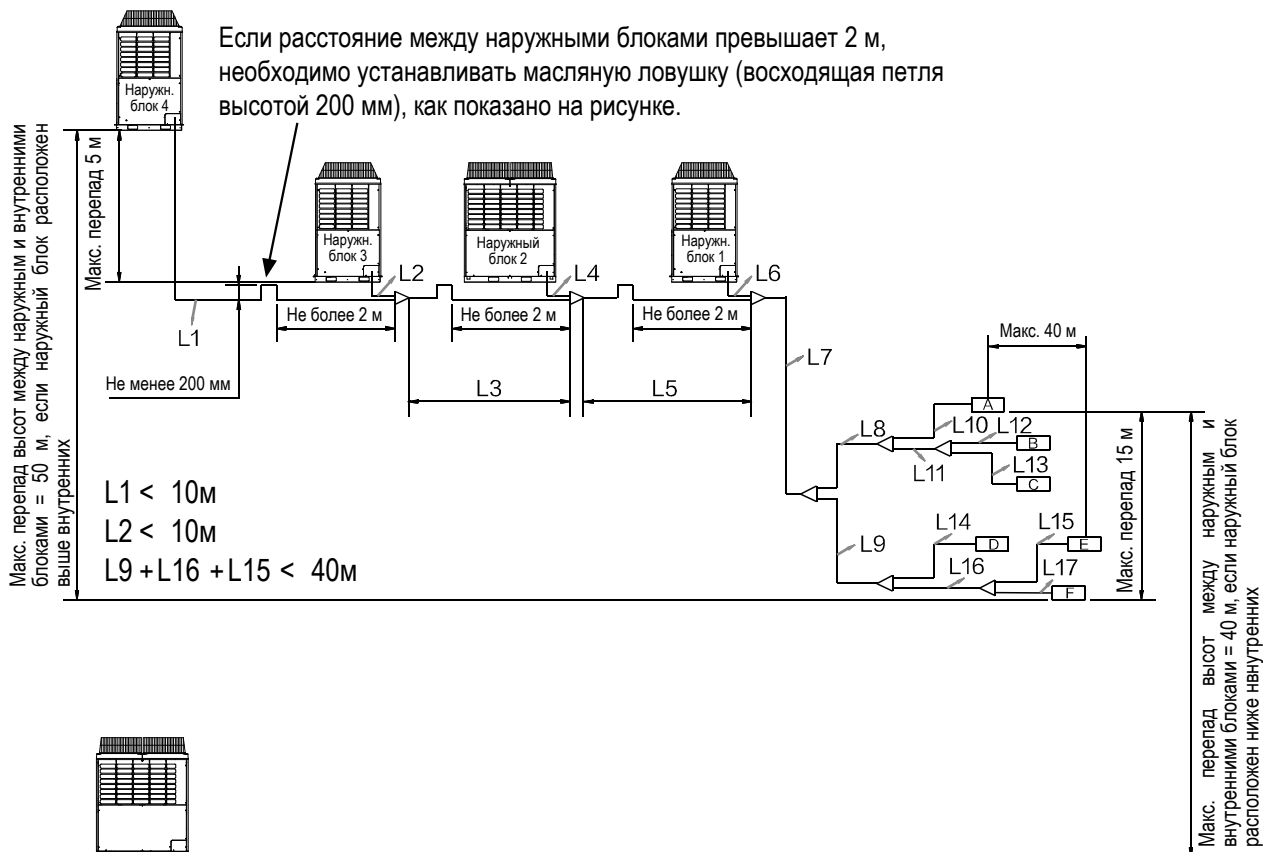 Если расстояние между наружными блоками превышает 2 м,
необходимо устанавливать масляную ловушку (восходящая петля
высотой 200 мм), как показано на рисунке.
Наружн.
блок 4
Макс. перепад высот между наружным и внутренними
блоками = 50 м, если наружный блок расположен
выше внутренних
Макс. перепад 5 м
Наружн.
блок 3
Наружный
блок 2
Наружн.
блок 1
L2
L4
L6
L1
Не более 2 м
Не более 2 м
Не более 2 м
Не менее 200 мм
L3
L5
L7
Макс. 40 м
A
L8
L10
L12
B
L11
L13
C
L1 < 10м
L2 < 10м
L9 +L16 +L15 < 40м
L9
L14
D
L15
E
L16
L17
F
Макс. перепад 15 м
Макс. перепад высот между наружным и
внутренними блоками = 40 м, если наружный блок
расположен ниже нвнутренних